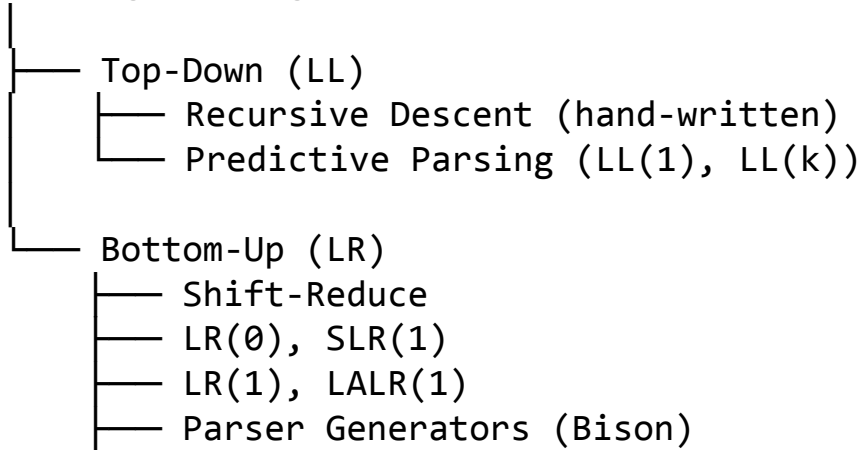 Top-Down (LL)
Recursive Descent (hand-written)
Predictive Parsing (LL(1), LL(k))
Bottom-Up (LR)
Shift-Reduce
LR(0), SLR(1)
LR(1), LALR(1)
Parser Generators (Bison)